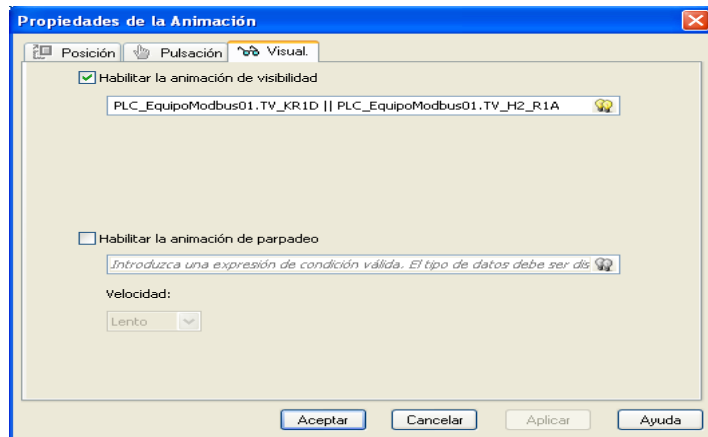 Propiedades de la Animación
Posición Pulsación Visual.
Habilitar la animación de visibilidad
PLC_EquipoModbus01.TV_KR1D || PLC_EquipoModbus01.TV_H2_R1A
Habilitar la animación de parpadeo
Introduzca una expresión de condición válida. El tipo de datos debe ser dis
Velocidad:
Lento
Aceptar Cancelar Aplicar Ayuda